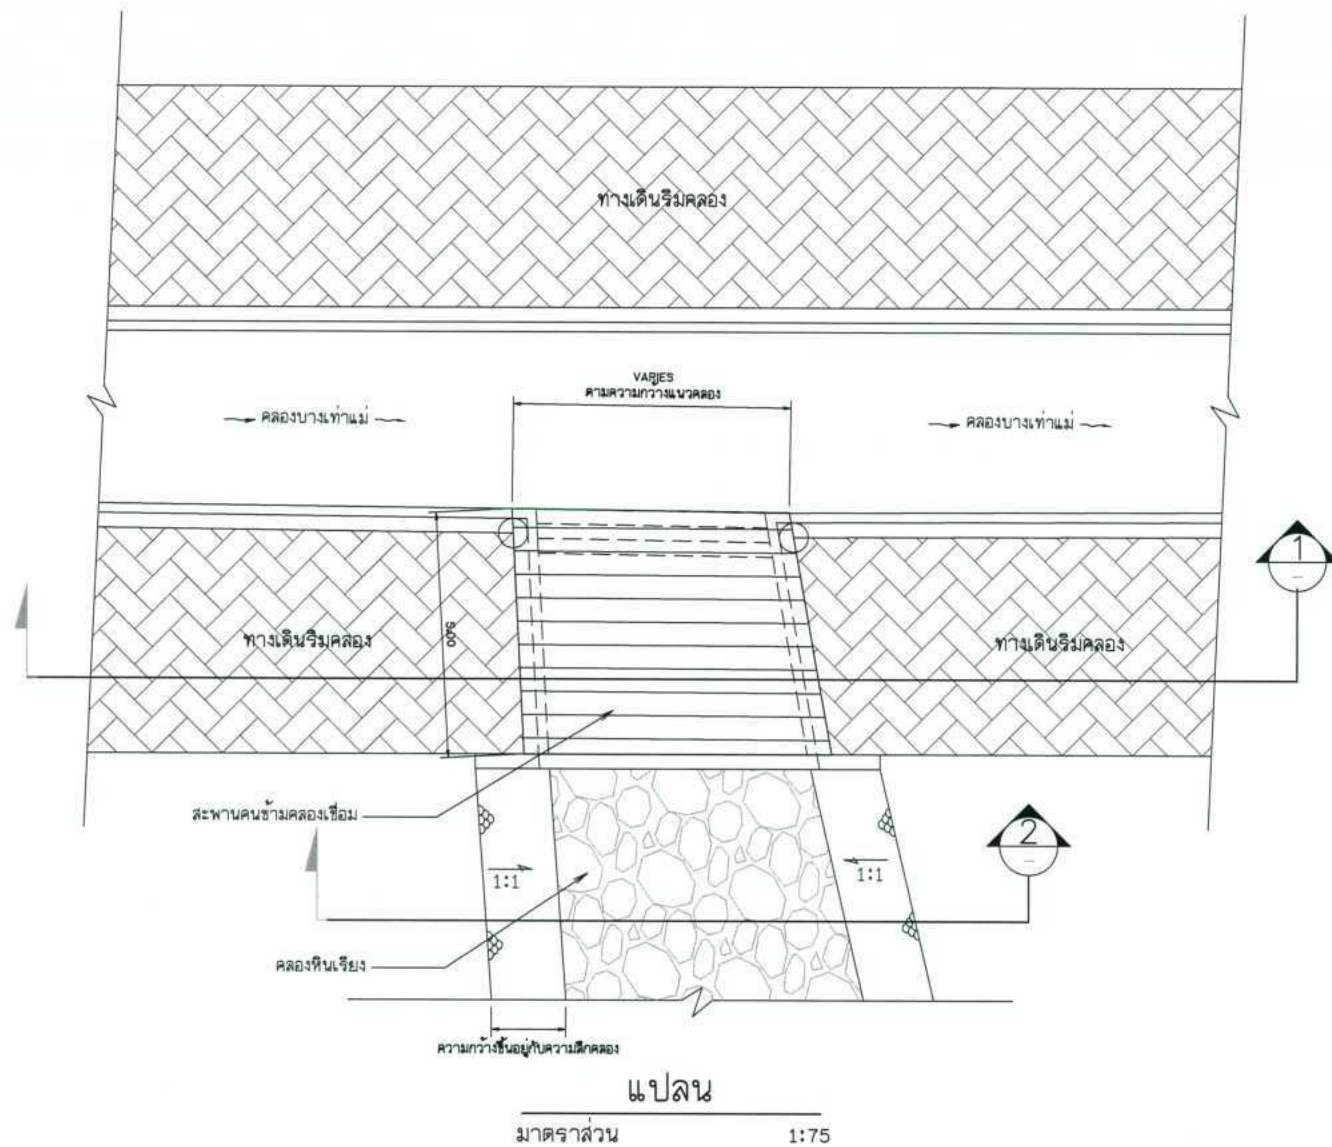 ทางเดินริมคลอง
VARIES
ตามความกว้างแนวคลอง
คลองบางเท่าแม่
คลองบางเท่าแม่
1
ทางเดินริมคลอง
5.00
ทางเดินริมคลอง
สะพานคนข้ามคลองเชื่อม
2
1:1
1:1
คลองหินเรียง
ความกว้างขึ้นอยู่กับความลึกคลอง
แปลน
มาตราส่วน 1:75